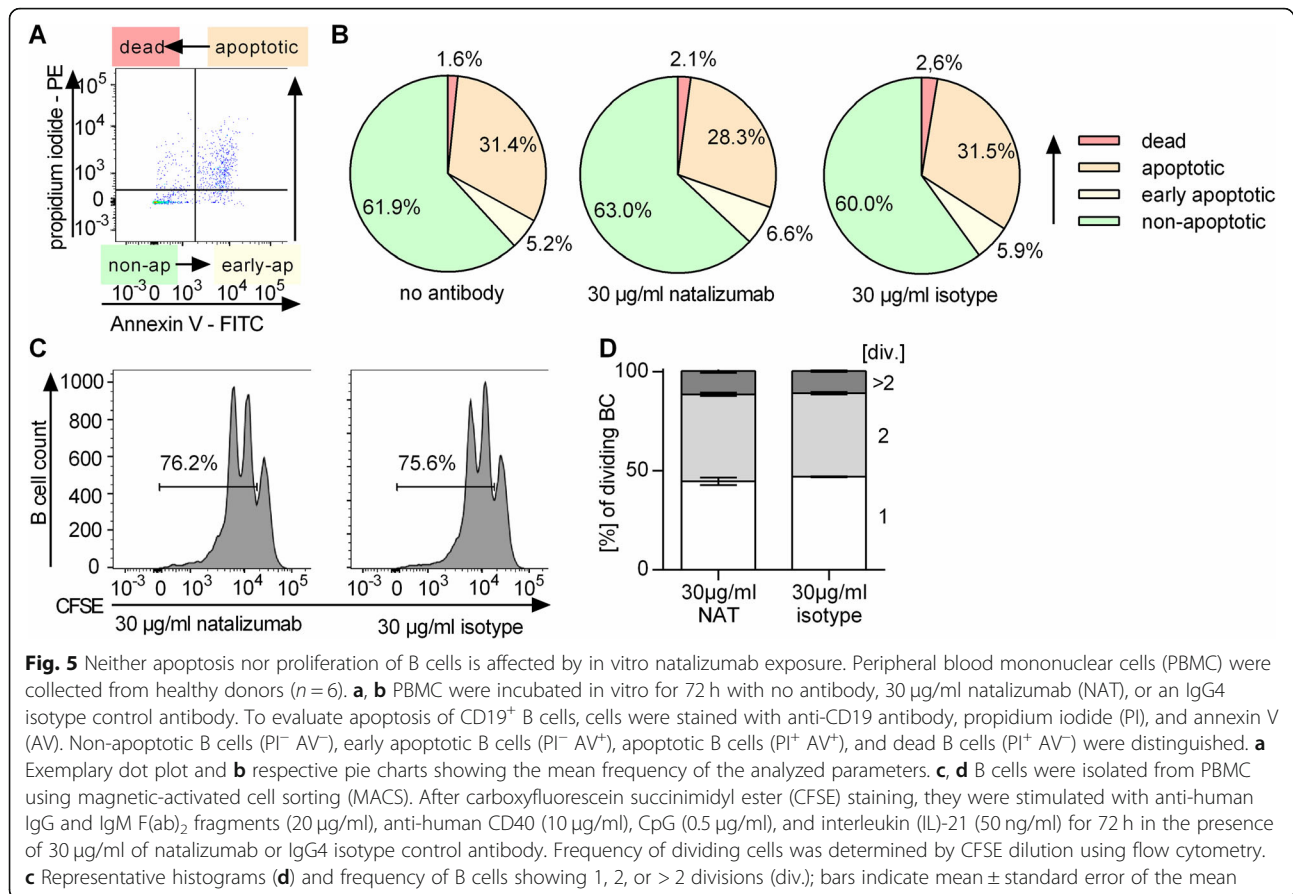 A
dead
apoptotic
propidium iodide - PE
10^5
10^4
10^3
0
10^-3
non-ap
early-ap
10^-3 0 10^3 10^4 10^5
Annexin V - FITC
B
1.6%
31.4%
5.2%
61.9%
no antibody
2.1%
28.3%
6.6%
63.0%
30 µg/ml natalizumab
2,6%
31.5%
5.9%
60.0%
30 µg/ml isotype
dead
apoptotic
early apoptotic
non-apoptotic
C
B cell count
1000
800
600
400
200
0
76.2%
10^-3 0 10^3 10^4 10^5
30 µg/ml natalizumab
75.6%
10^-3 0 10^3 10^4 10^5
30 µg/ml isotype
CFSE
D
[%] of dividing BC
100
50
0
[div.]
>2
2
1
30µg/ml
NAT
30µg/ml
isotype
Fig. 5 Neither apoptosis nor proliferation of B cells is affected by in vitro natalizumab exposure. Peripheral blood mononuclear cells (PBMC) were
collected from healthy donors (n = 6). a, b PBMC were incubated in vitro for 72 h with no antibody, 30 µg/ml natalizumab (NAT), or an IgG4
isotype control antibody. To evaluate apoptosis of CD19+ B cells, cells were stained with anti-CD19 antibody, propidium iodide (PI), and annexin V
(AV). Non-apoptotic B cells (PI− AV−), early apoptotic B cells (PI− AV+), apoptotic B cells (PI+ AV+), and dead B cells (PI+ AV−) were distinguished. a
Exemplary dot plot and b respective pie charts showing the mean frequency of the analyzed parameters. c, d B cells were isolated from PBMC
using magnetic-activated cell sorting (MACS). After carboxyfluorescein succinimidyl ester (CFSE) staining, they were stimulated with anti-human
IgG and IgM F(ab)2 fragments (20 µg/ml), anti-human CD40 (10 µg/ml), CpG (0.5 µg/ml), and interleukin (IL)-21 (50 ng/ml) for 72 h in the presence
of 30 µg/ml of natalizumab or IgG4 isotype control antibody. Frequency of dividing cells was determined by CFSE dilution using flow cytometry.
c Representative histograms (d) and frequency of B cells showing 1, 2, or > 2 divisions (div.); bars indicate mean ± standard error of the mean